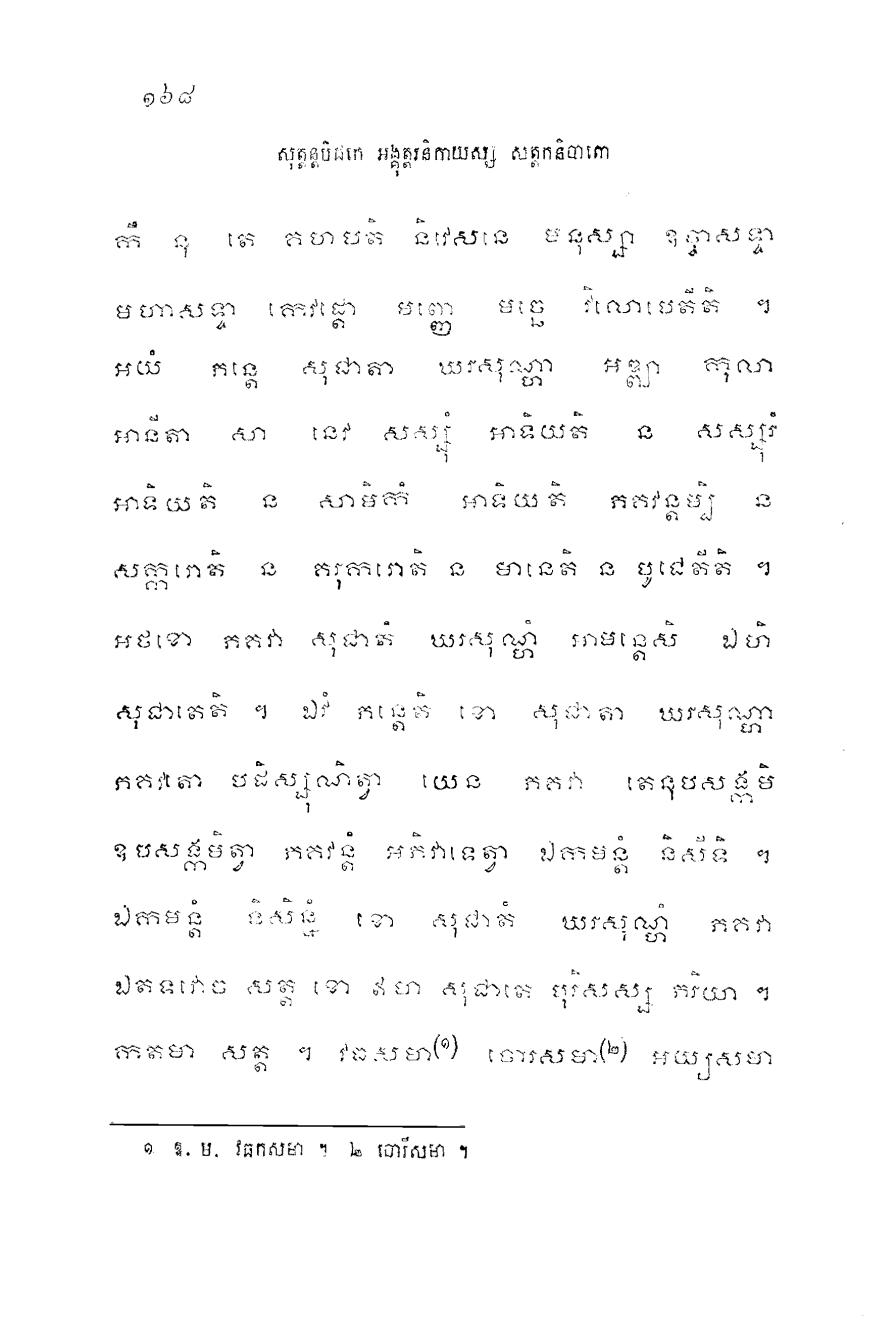 ១៦៨
សុត្តន្តបិដកេ អង្គុត្តរនិកាយស្ស សត្តកនិបាតោ
កឹ នុ តេ គហបតិ និវេសនេ មនុស្សា ឧច្ចាសទ្ទា
មហាសទ្ទា កេវដ្តោ មញ្ញេ មច្ឆេ វិលោបេតីតិ ។
អយំ ភន្តេ សុជាតា ឃរសុណ្ហា អឌ្ឍា កុលា
អានីតា សា នេវ សស្សុំ អាទិយតិ ន សស្សុរំ
អាទិយតិ ន សាមិកំ អាទិយតិ ភគវន្តម្បិ ន
សក្ការោតិ ន គរុការោតិ ន មានេតិ ន បូជេតីតិ ។
អថខោ ភគវា សុជាតំ ឃរសុណ្ហំ អាមន្តេសិ ឯហិ
សុជាតេតិ ។ ឯវំ ភន្តេតិ ខោ សុជាតា ឃរសុណ្ហា
ភគវតោ បដិស្សុណិត្វា យេន ភគវា តេនុបសង្កមិ
ឧបសង្កមិត្វា ភគវន្តំ អភិវាទេត្វា ឯកមន្តំ និសីទិ ។
ឯកមន្តំ និសិន្នំ ខោ សុជាតំ ឃរសុណ្ហំ ភគវា
ឯតទវោច សត្ត ខោ ឥមា សុជាតេ បុរិសស្ស ភរិយា ។
កតមា សត្ត ។ វធសមា(១) ចោរសមា(២) អយ្យសមា
១ ឱ. ម. វធកសមា ។ ២ ចោរីសមា ។